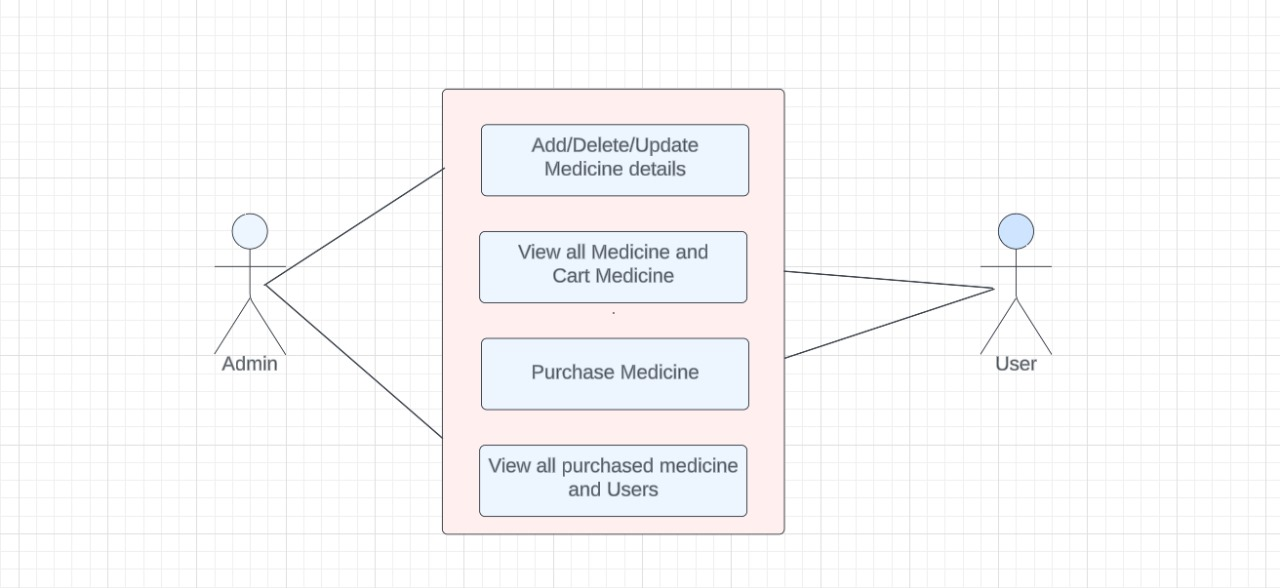 Add/Delete/Update
Medicine details
View all Medicine and
Cart Medicine
.
Purchase Medicine
View all purchased medicine
and Users
Admin
User